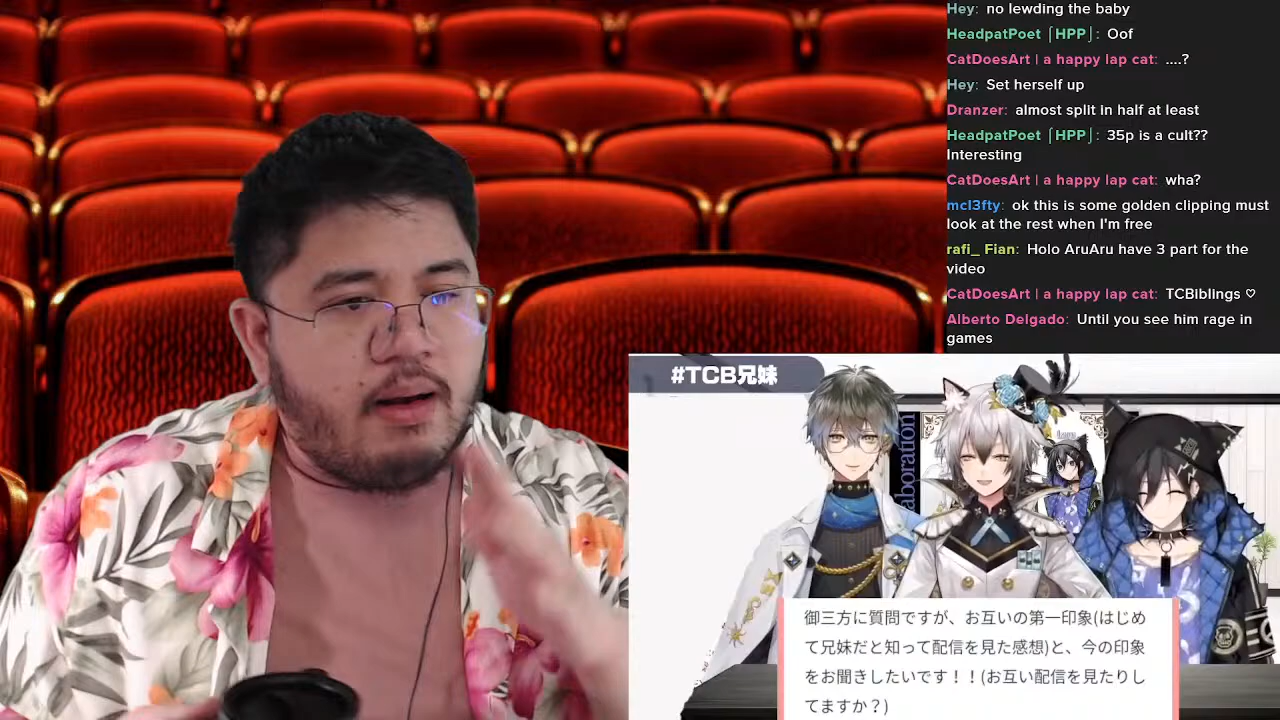 Hey: no lewding the baby
HeadpatPoet ⌈HPP⌋: Oof
CatDoesArt | a happy lap cat: ....?
Hey: Set herself up
Dranzer: almost split in half at least
HeadpatPoet ⌈HPP⌋: 35p is a cult??
Interesting
CatDoesArt | a happy lap cat: wha?
mcl3fty: ok this is some golden clipping must
look at the rest when I'm free
rafi_ Fian: Holo AruAru have 3 part for the
video
CatDoesArt | a happy lap cat: TCBiblings ♡
Alberto Delgado: Until you see him rage in
games
#TCB兄妹
aboration
御三方に質問ですが、お互いの第一印象(はじめ
て兄妹だと知って配信を見た感想)と、今の印象
をお聞きしたいです！！(お互い配信を見たりし
てますか？)